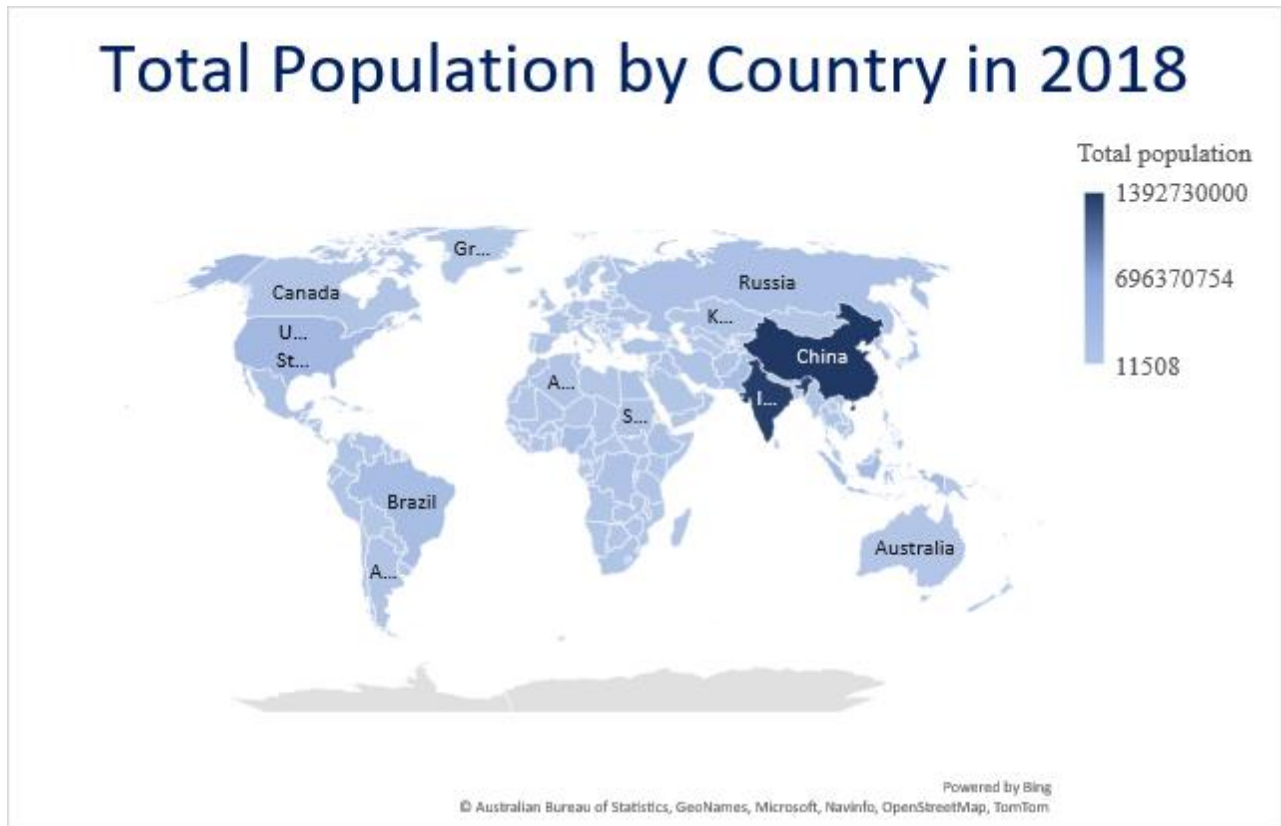 Total Population by Country in 2018
Total population
1392730000
696370754
11508
Gr...
Canada
Russia
K...
U...
St...
China
A...
I...
S...
Brazil
Australia
A...
Powered by Bing
© Australian Bureau of Statistics, GeoNames, Microsoft, Navinfo, OpenStreetMap, TomTom